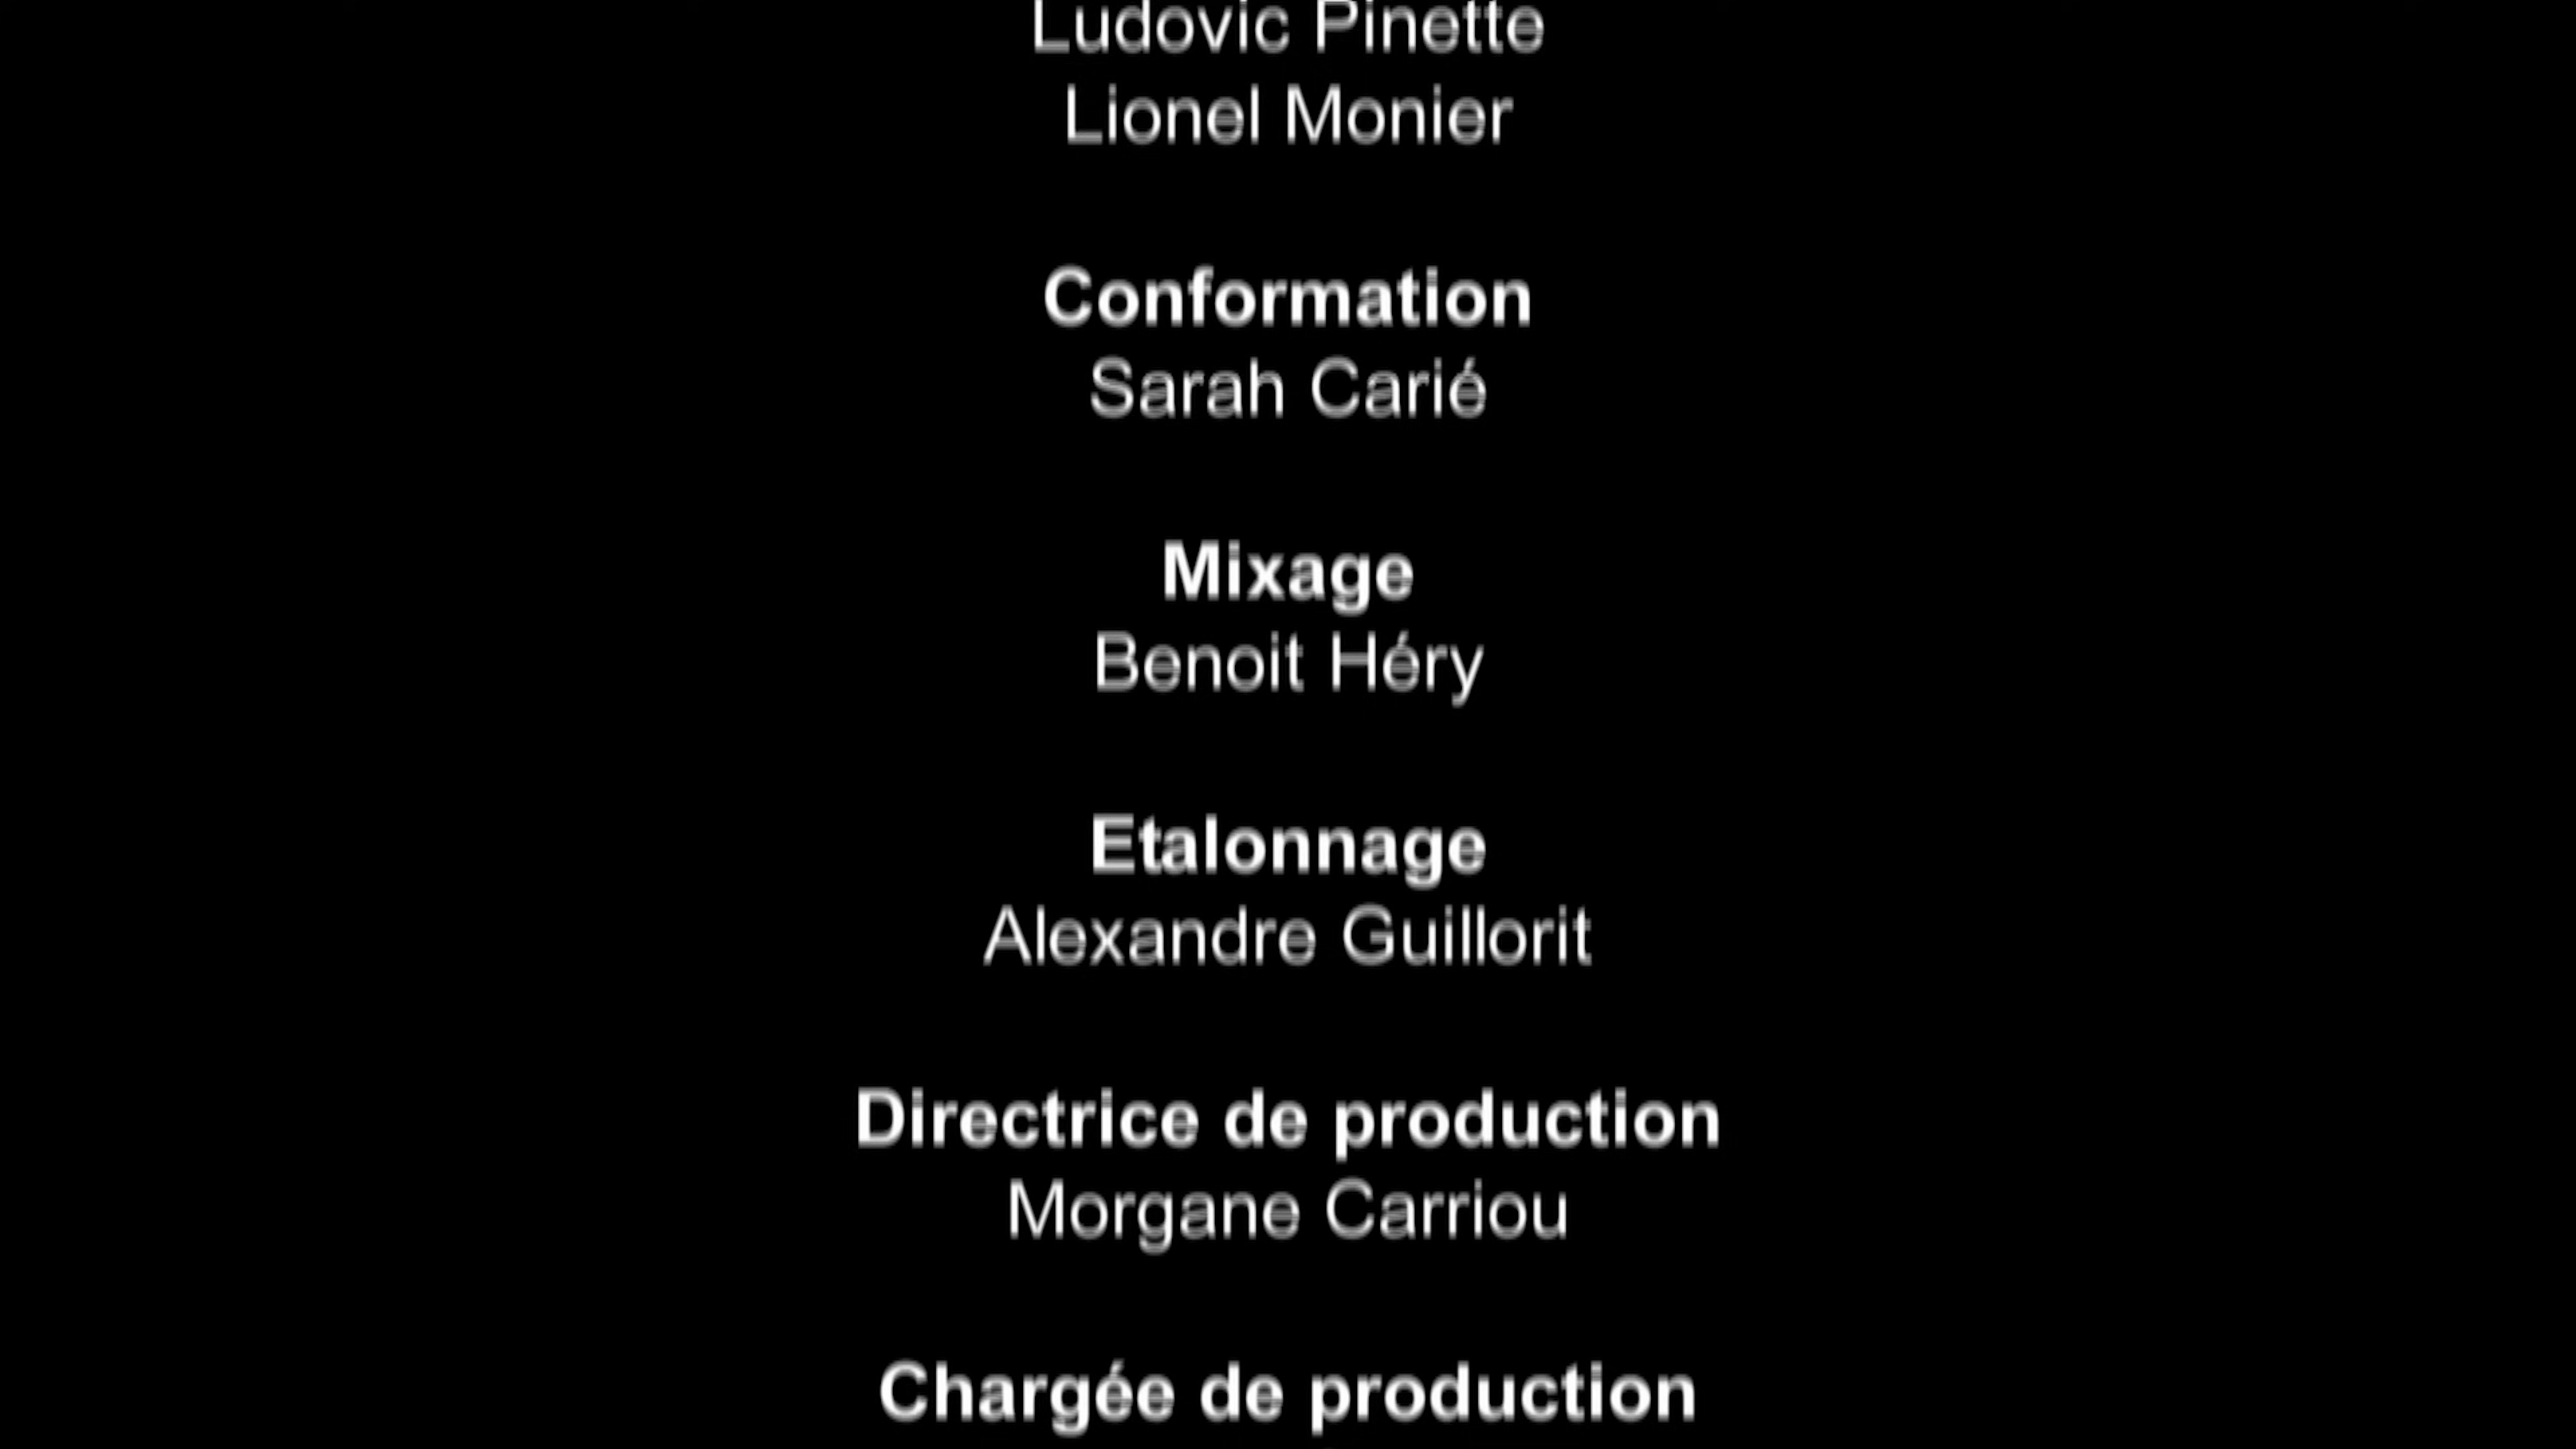 Ludovic Pinette
Lionel Monier
Conformation
Sarah Carié
Mixage
Benoit Héry
Etalonnage
Alexandre Guillorit
Directrice de production
Morgane Carriou
Chargée de production